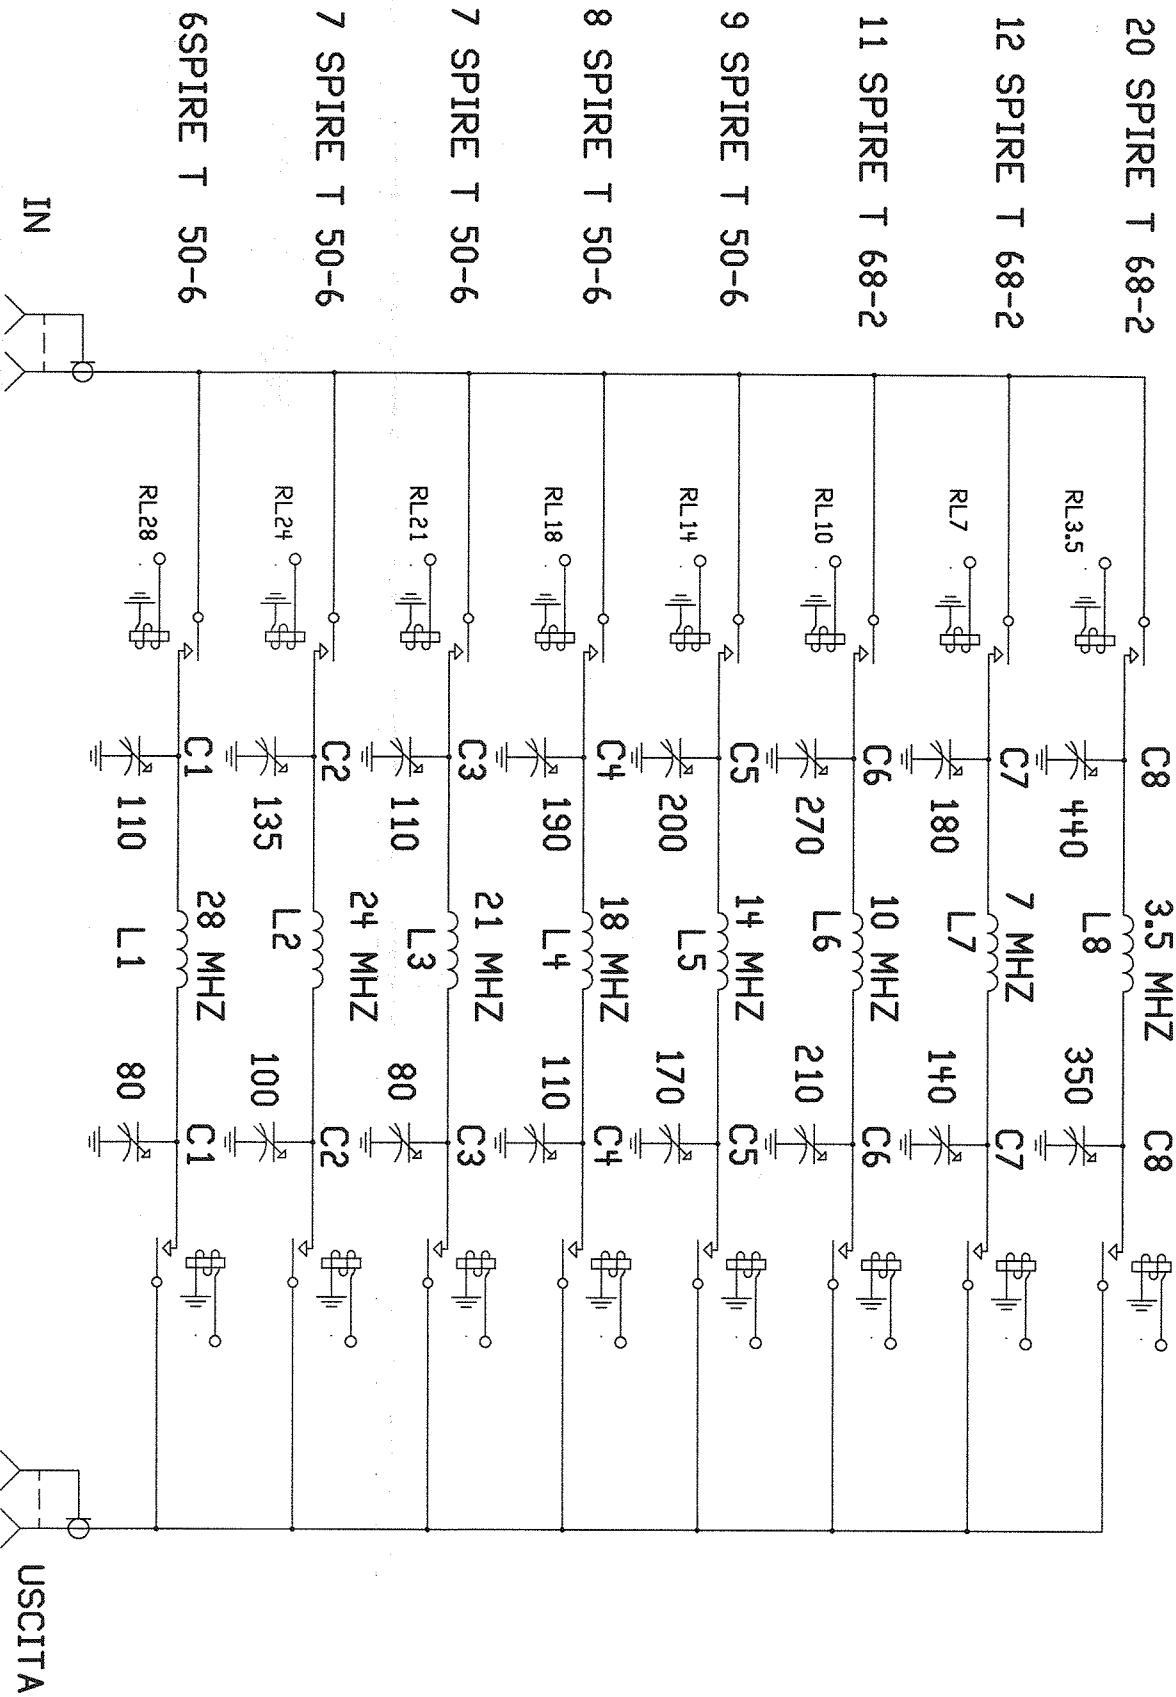 20 SPIRE T 68-2
12 SPIRE T 68-2
11 SPIRE T 68-2
9 SPIRE T 50-6
8 SPIRE T 50-6
7 SPIRE T 50-6
7 SPIRE T 50-6
6SPIRE T 50-6
IN
RL3.5
C8
440
3.5 MHZ
L8
350
C8
RL7
C7
180
7 MHZ
L7
140
C7
RL10
C6
270
10 MHZ
L6
210
C6
RL14
C5
200
14 MHZ
L5
170
C5
RL18
C4
190
18 MHZ
L4
110
C4
RL21
C3
110
21 MHZ
L3
80
C3
RL24
C2
135
24 MHZ
L2
100
C2
RL28
C1
110
28 MHZ
L1
80
C1
USCITA